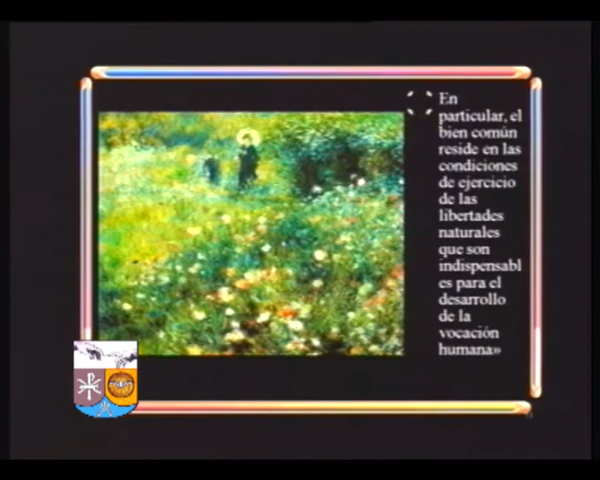 En
particular, el
bien común
reside en las
condiciones
de ejercicio
de las
libertades
naturales
que son
indispensabl
es para el
desarrollo
de la
vocación
humana»